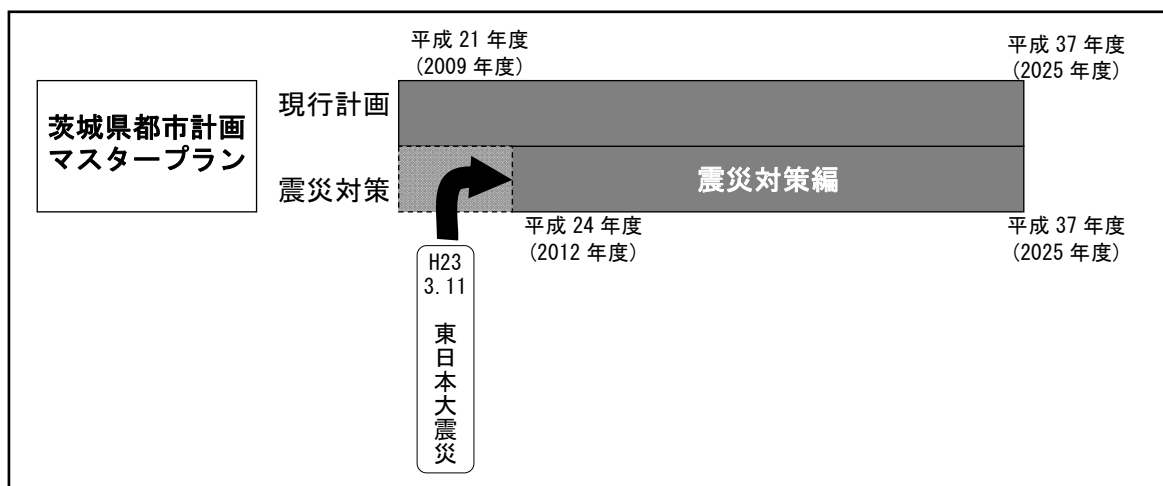 平成 21 年度
（2009 年度）
平成 37 年度
（2025 年度）
茨城県都市計画
マスタープラン
現行計画
震災対策
震災対策編
平成 24 年度
（2012 年度）
平成 37 年度
（2025 年度）
H23
3.11
東日本大震災